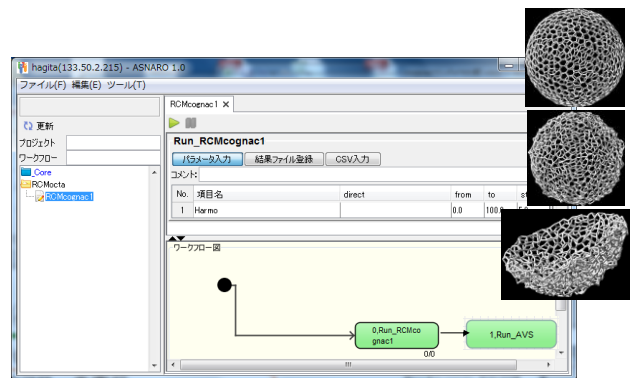 hagita(133.50.2.215) - ASNARO 1.0
ファイル(F) 編集(E) ツール(T)
RCMcognac1 X
更新
プロジェクト
ワークフロー
_Core
RCMocta
RCMcognac1
Run_RCMcognac1
パラメータ入力 結果ファイル登録 CSV入力
コメント:
No. 項目名 direct from to
1 Harmo 0.0 100.0
ワークフロー図
0,Run_RCMco
gnac1
0/0
1,Run_AVS